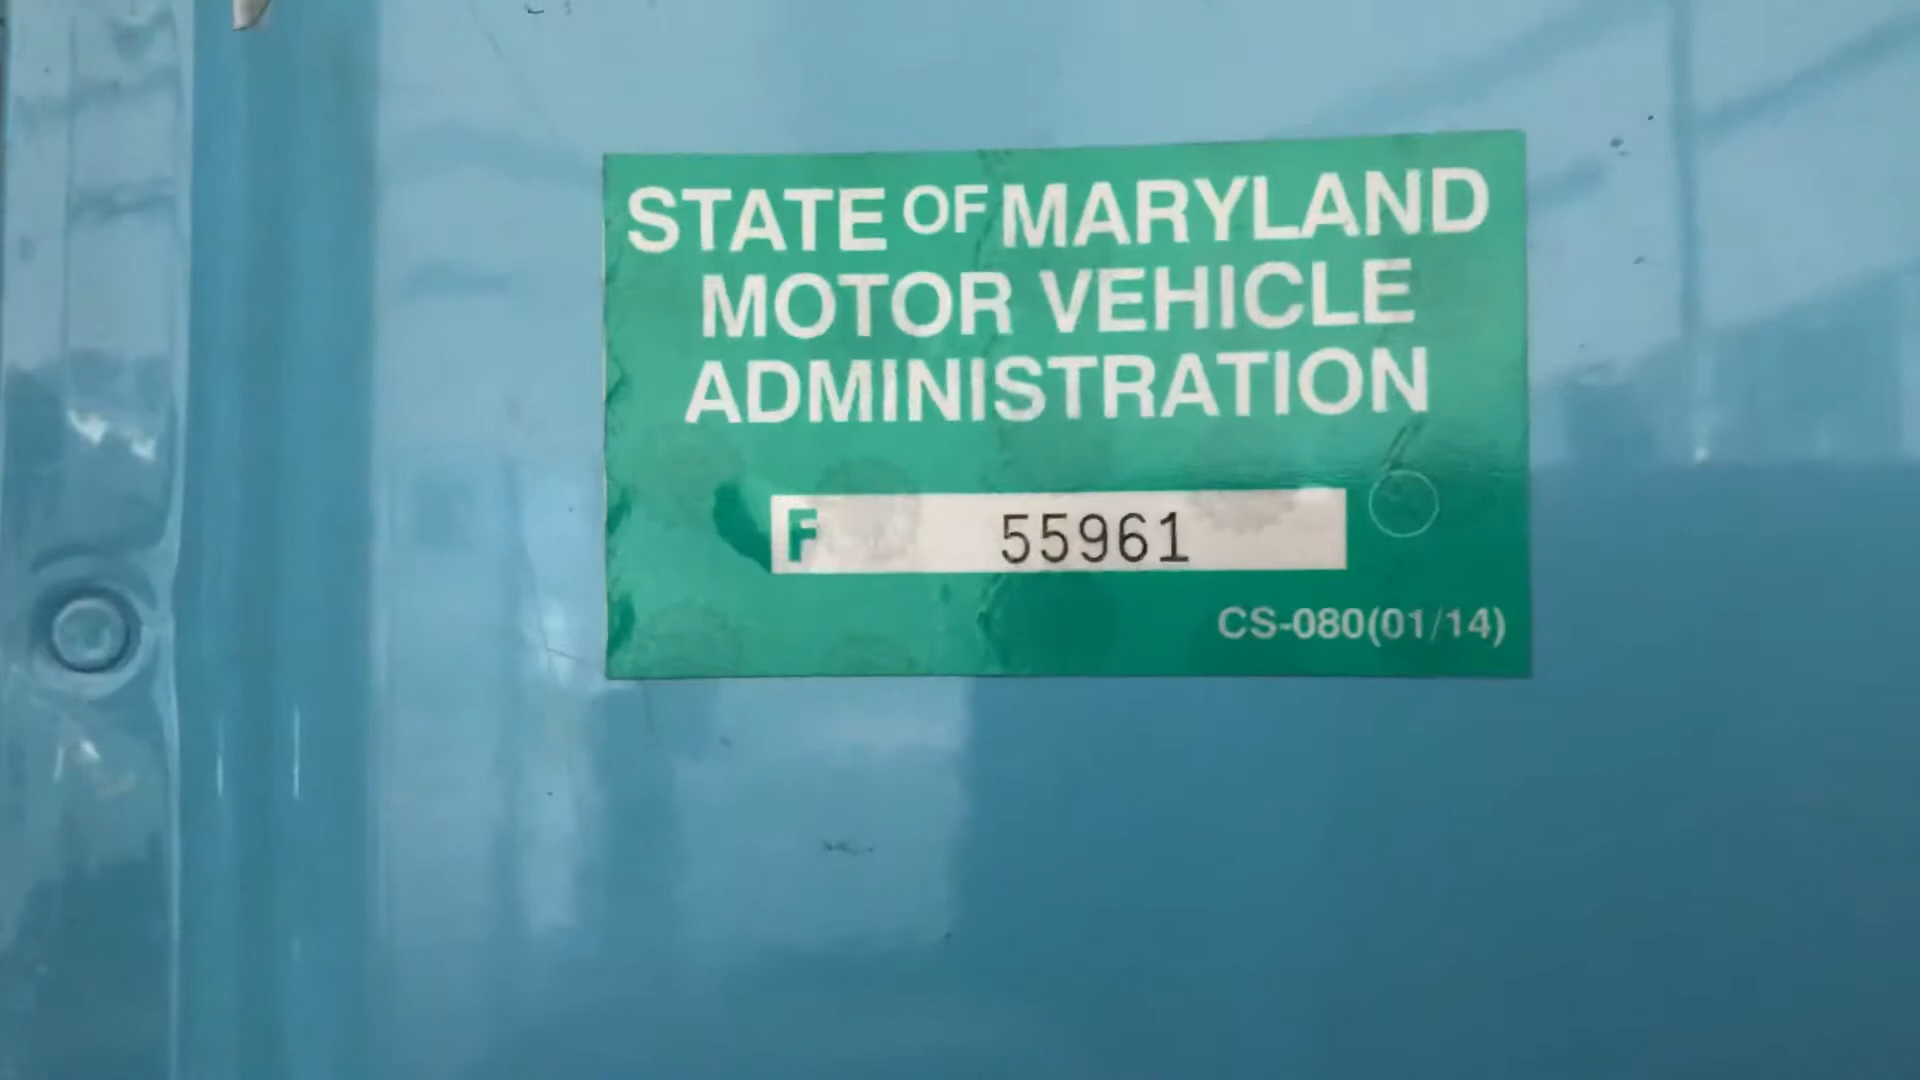 STATE OF MARYLAND
MOTOR VEHICLE
ADMINISTRATION
F 55961
CS-080(01/14)